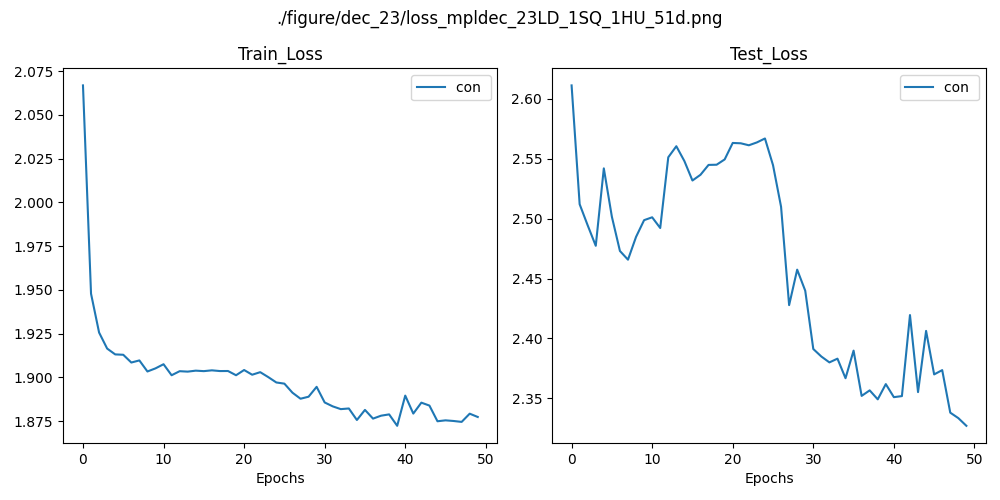 ./figure/dec_23/loss_mpldec_23LD_1SQ_1HU_51d.png
Train_Loss
con
2.075
2.050
2.025
2.000
1.975
1.950
1.925
1.900
1.875
0 10 20 30 40 50
Epochs
Test_Loss
con
2.60
2.55
2.50
2.45
2.40
2.35
0 10 20 30 40 50
Epochs